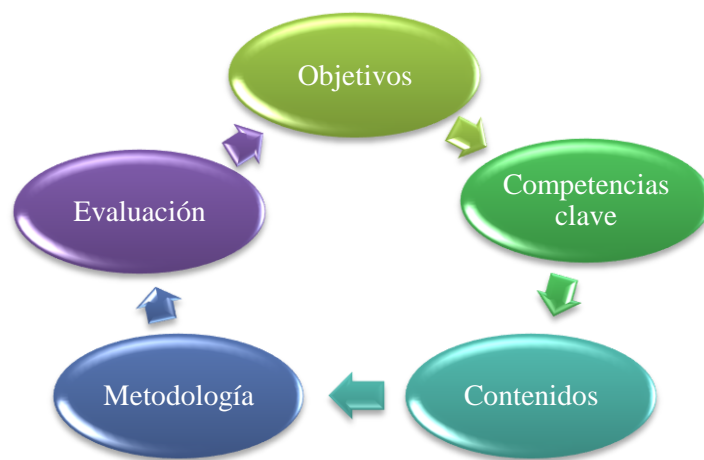 Objetivos
Competencias
clave
Contenidos
Metodología
Evaluación